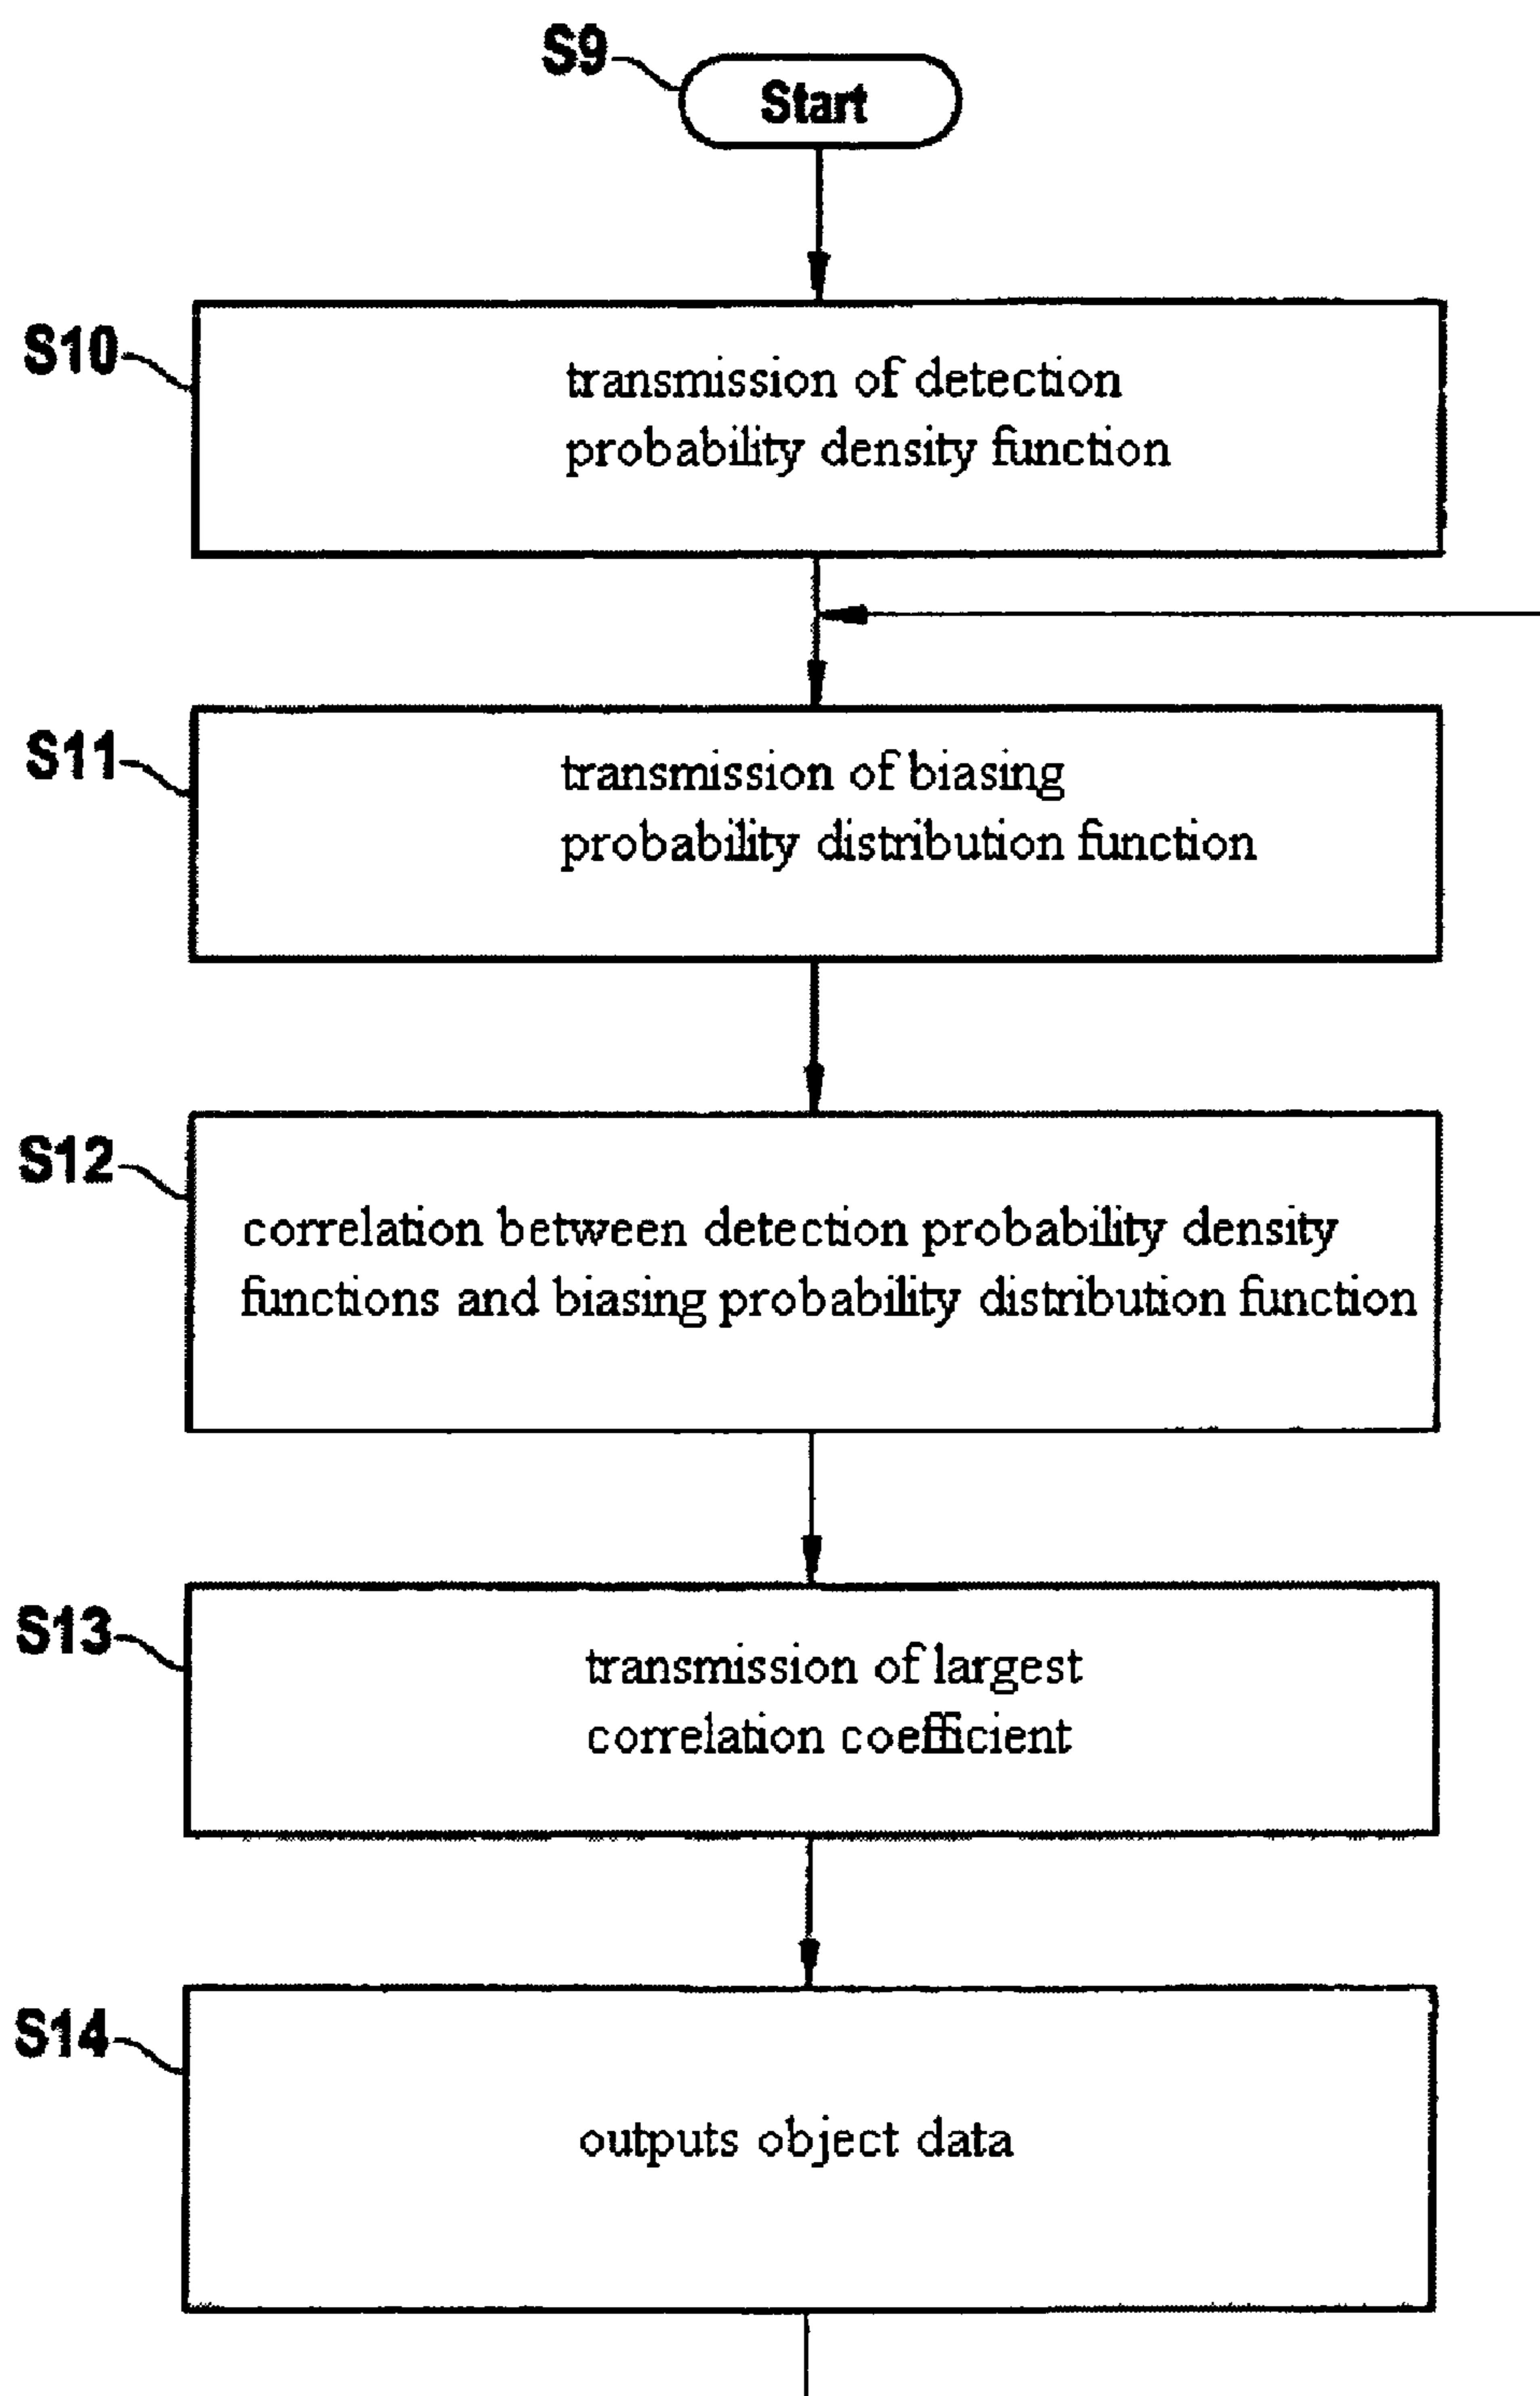 S9
Start
S10
transmission of detection
probability density function
S11
transmission of biasing
probability distribution function
S12
correlation between detection probability density
functions and biasing probability distribution function
S13
transmission of largest
correlation coefficient
S14
outputs object data